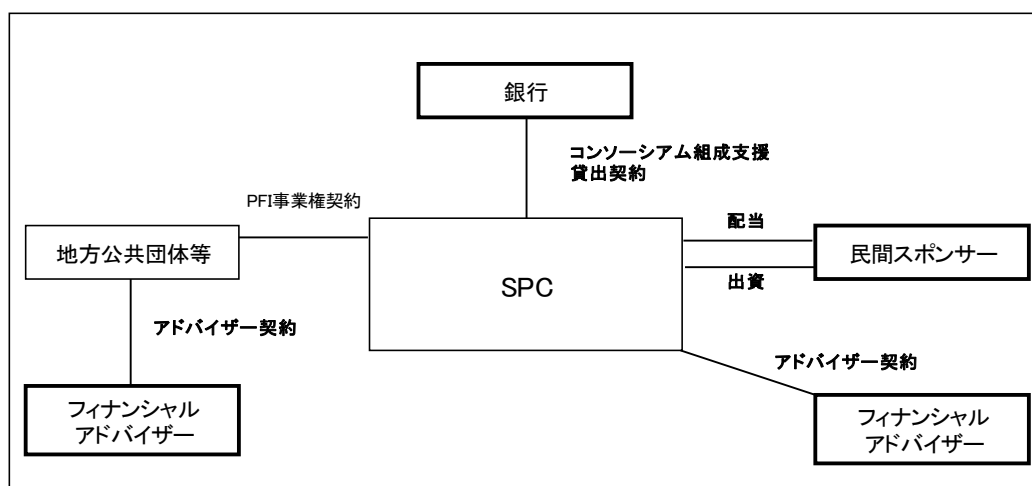 銀行
コンソーシアム組成支援
貸出契約
PFI事業権契約
地方公共団体等
SPC
配当
出資
民間スポンサー
アドバイザー契約
アドバイザー契約
フィナンシャル
アドバイザー
フィナンシャル
アドバイザー